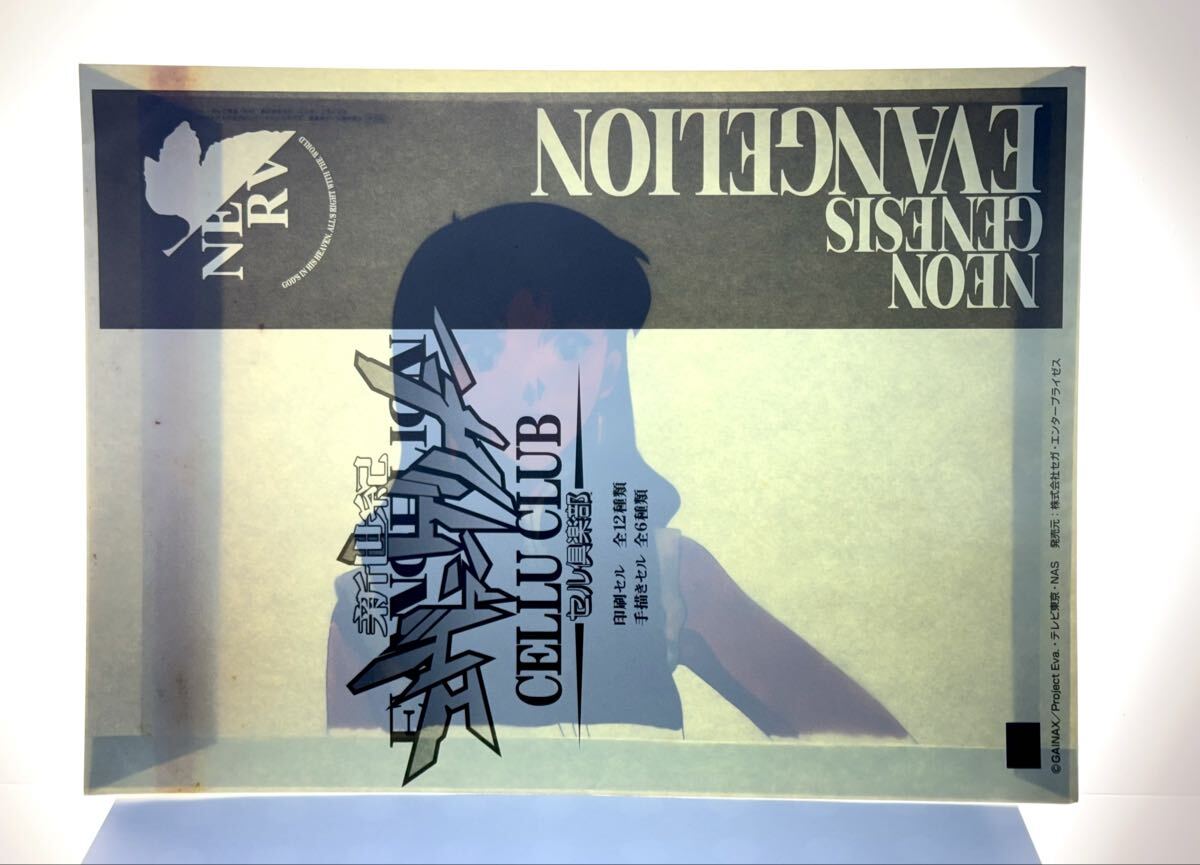 NEON
GENESIS
EVANGELION
NERV
GOD'S IN HIS HEAVEN, ALL'S RIGHT WITH THE WORLD
新世紀
エヴァンゲリオン
EVANGELION
CELLU CLUB
セル倶楽部
印刷セル／全12種類
手描きセル 全6種類
©GAINAX／Project Eva.・テレビ東京・NAS 発売元：株式会社セガ・エンタープライゼス